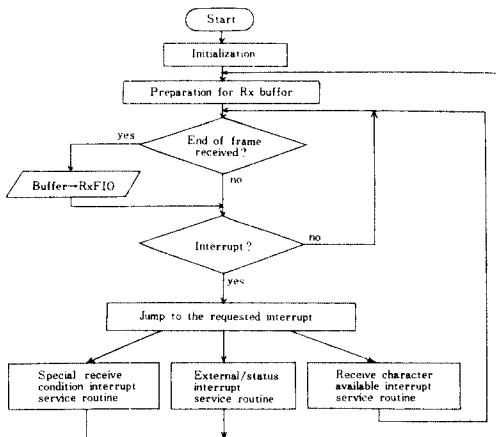 Start
Initialization
Preparation for Rx buffer
yes
End of frame
received?
Buffer→RxFIO
no
Interrupt?
no
yes
Jump to the requested interrupt
Special receive
condition interrupt
service routine
External/status
interrupt
service routine
Receive character
available interrupt
service routine